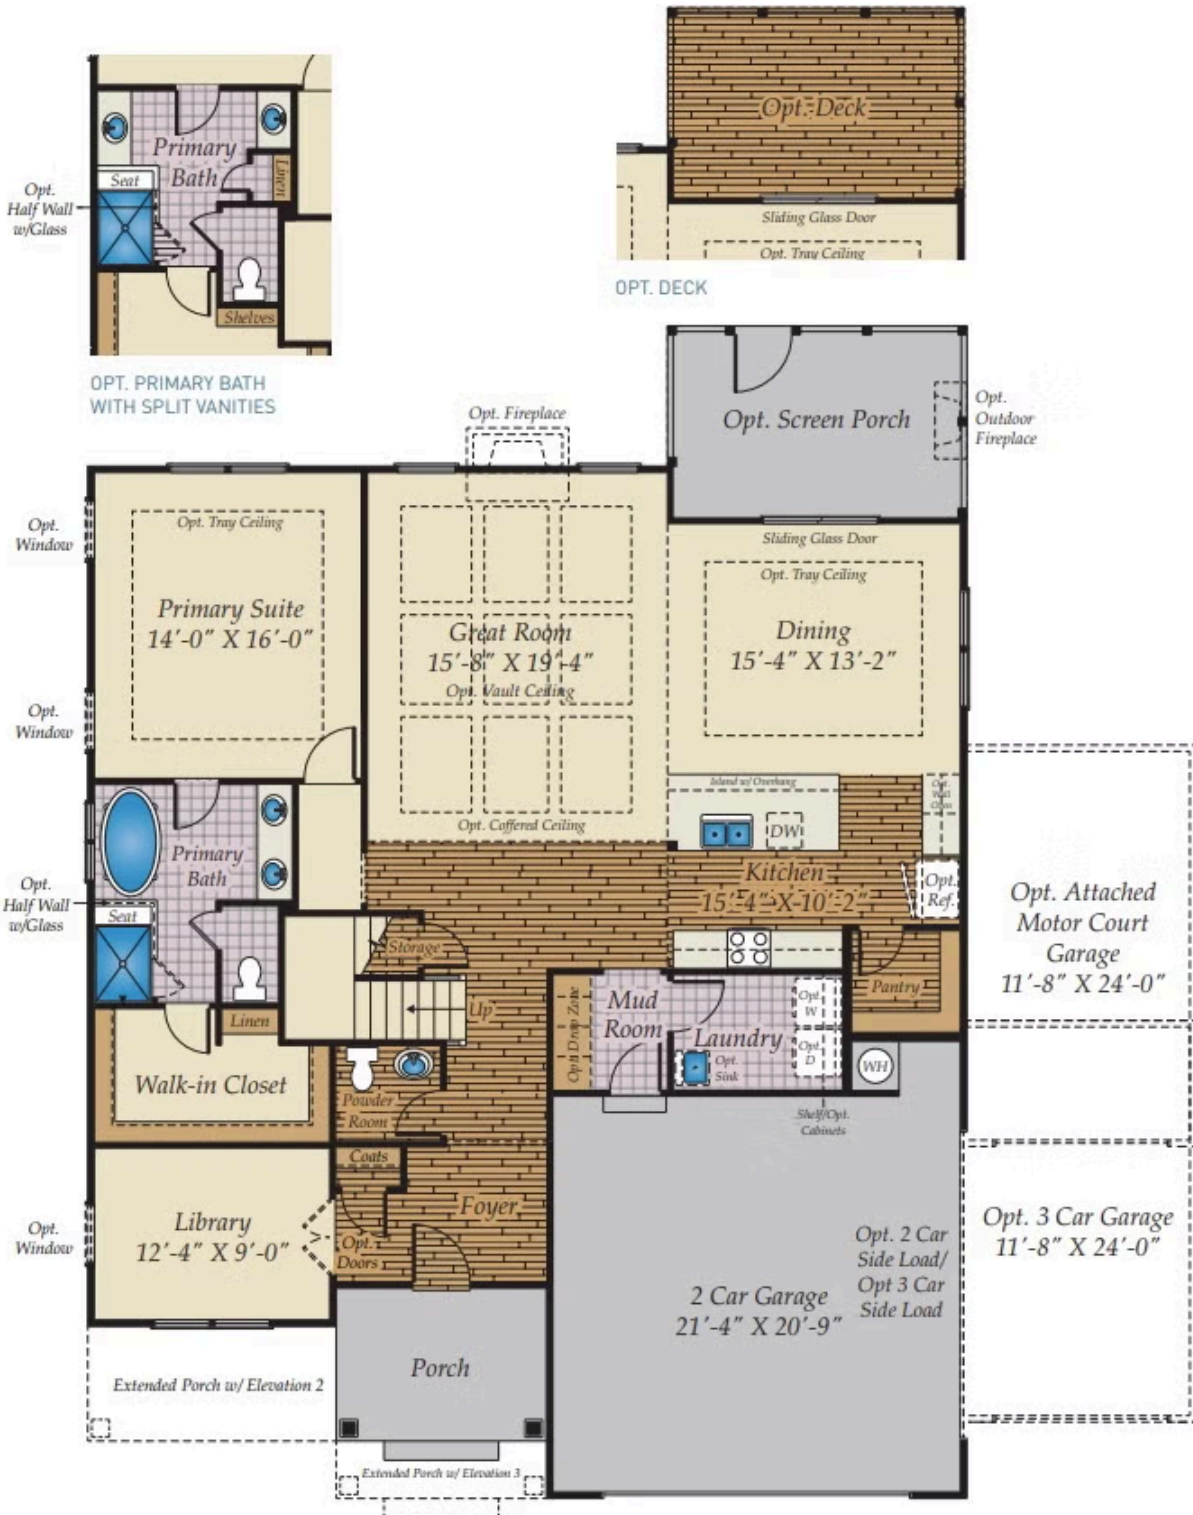 Primary
Bath
Linen
Seat
Shelves
Opt.
Half Wall
w/Glass
OPT. PRIMARY BATH
WITH SPLIT VANITIES
Opt. Deck
Sliding Glass Door
Opt. Tray Ceiling
OPT. DECK
Opt. Fireplace
Opt. Screen Porch
Opt.
Outdoor
Fireplace
Opt.
Window
Opt. Tray Ceiling
Primary Suite
14'-0" X 16'-0"
Opt.
Window
Great Room
15'-8" X 19'-4"
Opt. Vault Ceiling
Opt. Coffered Ceiling
Sliding Glass Door
Opt. Tray Ceiling
Dining
15'-4" X 13'-2"
Island w/ Overhang
DW
Opt.
Wall
Oven
Kitchen
15'-4" X 10'-2"
Opt.
Ref.
Primary
Bath
Opt.
Half Wall
w/Glass
Seat
Linen
Storage
Up
Walk-in Closet
Powder
Room
Opt. Drop Zone
Mud
Room
Laundry
Opt.
W
Opt.
D
Opt.
Sink
Pantry
WH
Shelf/Opt.
Cabinets
Opt. Attached
Motor Court
Garage
11'-8" X 24'-0"
Opt.
Window
Library
12'-4" X 9'-0"
Coats
Foyer
Opt.
Doors
2 Car Garage
21'-4" X 20'-9"
Opt. 2 Car
Side Load/
Opt 3 Car
Side Load
Opt. 3 Car Garage
11'-8" X 24'-0"
Porch
Extended Porch w/ Elevation 2
Extended Porch w/ Elevation 3